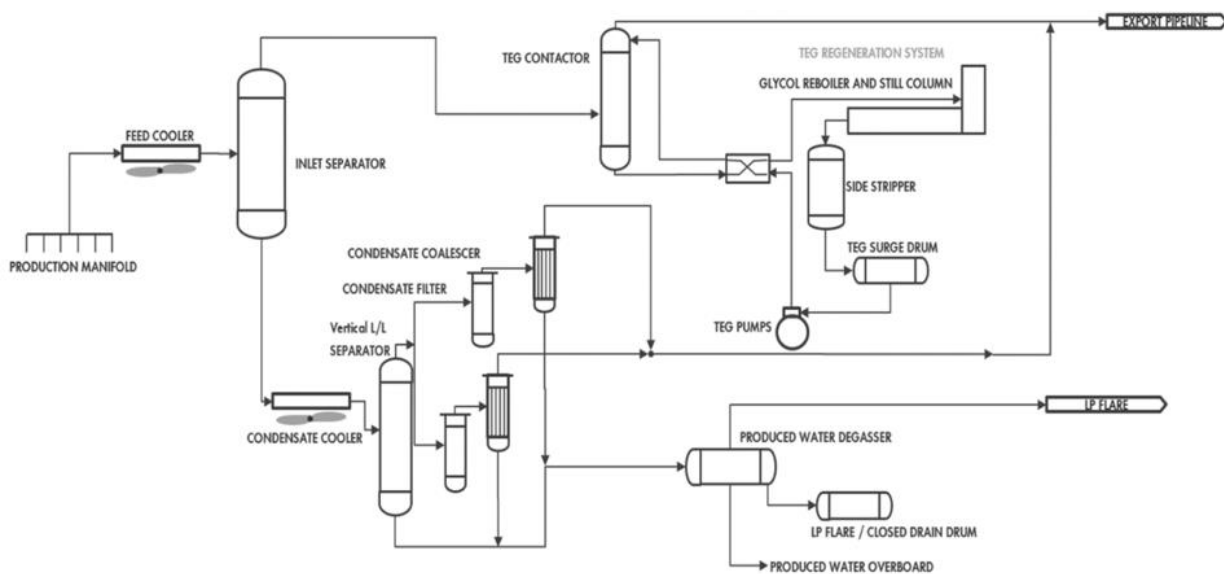 EXPORT PIPELINE
TEG CONTACTOR
TEG REGENERATION SYSTEM
GLYCOL REBOILER AND STILL COLUMN
FEED COOLER
INLET SEPARATOR
SIDE STRIPPER
PRODUCTION MANIFOLD
CONDENSATE COALESCER
TEG SURGE DRUM
CONDENSATE FILTER
Vertical L/L
SEPARATOR
TEG PUMPS
LP FLARE
CONDENSATE COOLER
PRODUCED WATER DEGASSER
LP FLARE / CLOSED DRAIN DRUM
PRODUCED WATER OVERBOARD